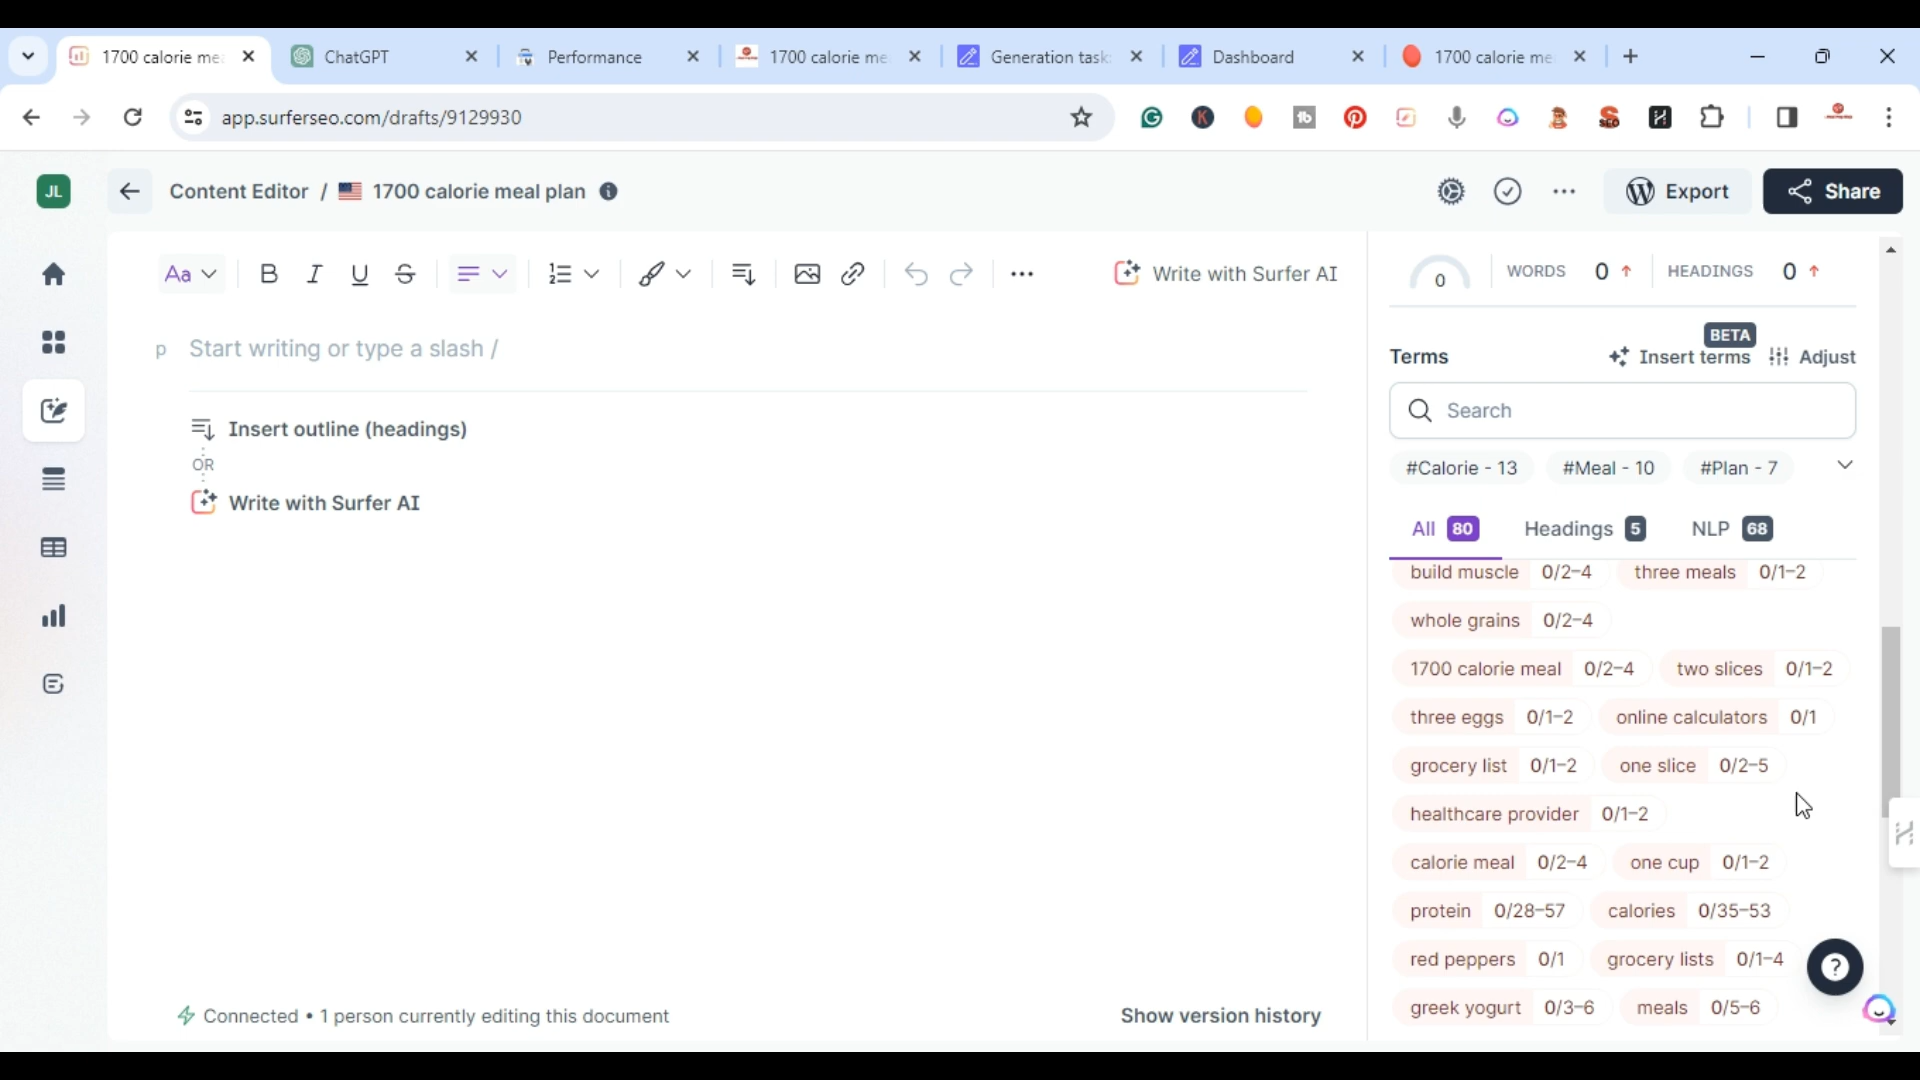 1700 calorie me
ChatGPT
Performance
1700 calorie me
Generation task
Dashboard
1700 calorie me
app.surferseo.com/drafts/9129930
JL
Content Editor / 1700 calorie meal plan
Export
Share
Aa
B I U S
Write with Surfer AI
0
WORDS 0
HEADINGS 0
p Start writing or type a slash /
BETA
Terms
Insert terms
Adjust
Search
Insert outline (headings)
OR
Write with Surfer AI
#Calorie - 13
#Meal - 10
#Plan - 7
All 80
Headings 5
NLP 68
build muscle 0/2-4
three meals 0/1-2
whole grains 0/2-4
1700 calorie meal 0/2-4
two slices 0/1-2
three eggs 0/1-2
online calculators 0/1
grocery list 0/1-2
one slice 0/2-5
healthcare provider 0/1-2
calorie meal 0/2-4
one cup 0/1-2
protein 0/28-57
calories 0/35-53
red peppers 0/1
grocery lists 0/1-4
greek yogurt 0/3-6
meals 0/5-6
Connected • 1 person currently editing this document
Show version history